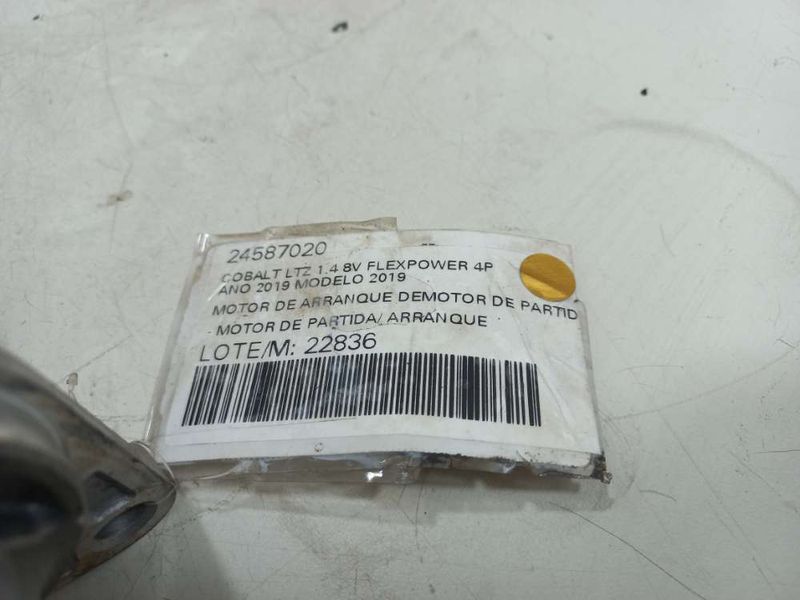 24587020
COBALT LTZ 1.4 8V FLEXPOWER 4P
ANO 2019 MODELO 2019
MOTOR DE ARRANQUE DEMOTOR DE PARTID
MOTOR DE PARTIDA/ ARRANQUE
LOTE/M: 22836